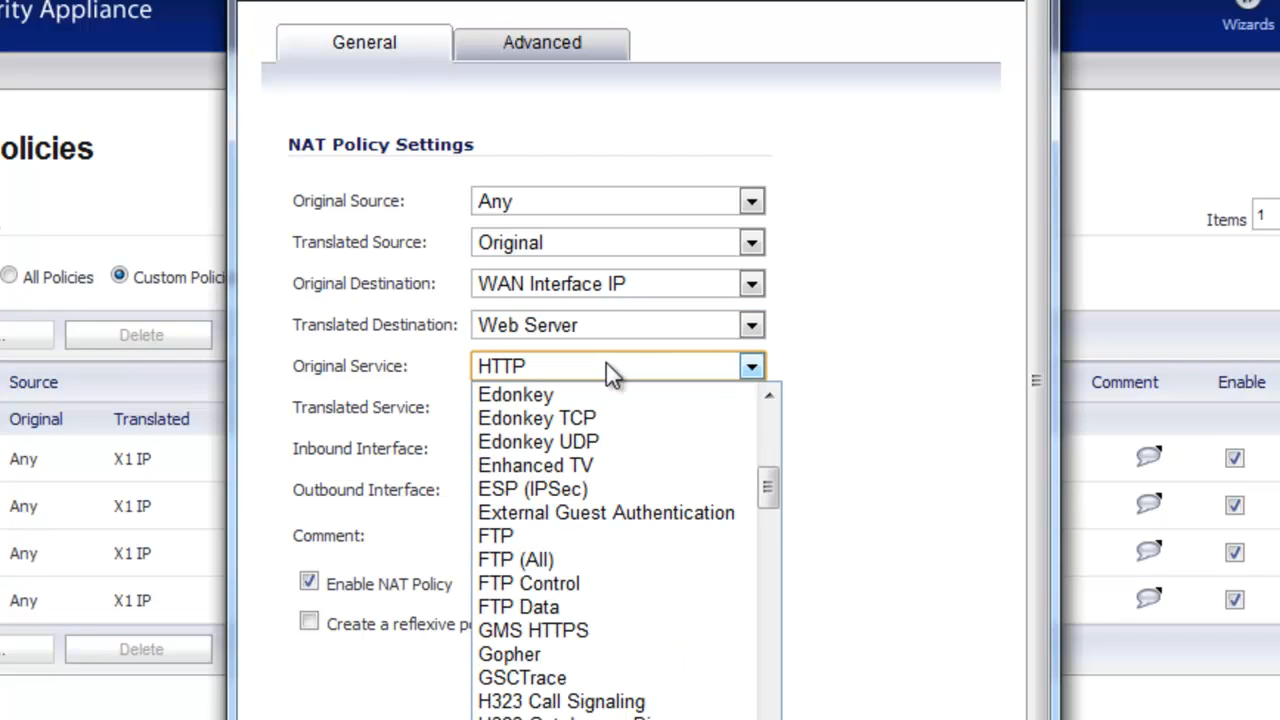 rity Appliance
Wizards
General
Advanced
olicies
NAT Policy Settings
Original Source: Any
Translated Source: Original
Items 1
Original Destination: WAN Interface IP
All Policies Custom Polici
Translated Destination: Web Server
.. Delete
Original Service: HTTP
Source
Comment Enable
Edonkey
Translated Service:
Original Translated
Edonkey TCP
Edonkey UDP
Inbound Interface:
Any X1 IP
Enhanced TV
Outbound Interface:
ESP (IPSec)
Any X1 IP
External Guest Authentication
Comment:
FTP
Any X1 IP
FTP (All)
Enable NAT Policy
FTP Control
Any X1 IP
FTP Data
Create a reflexive po
GMS HTTPS
.. Delete
Gopher
GSCTrace
H323 Call Signaling